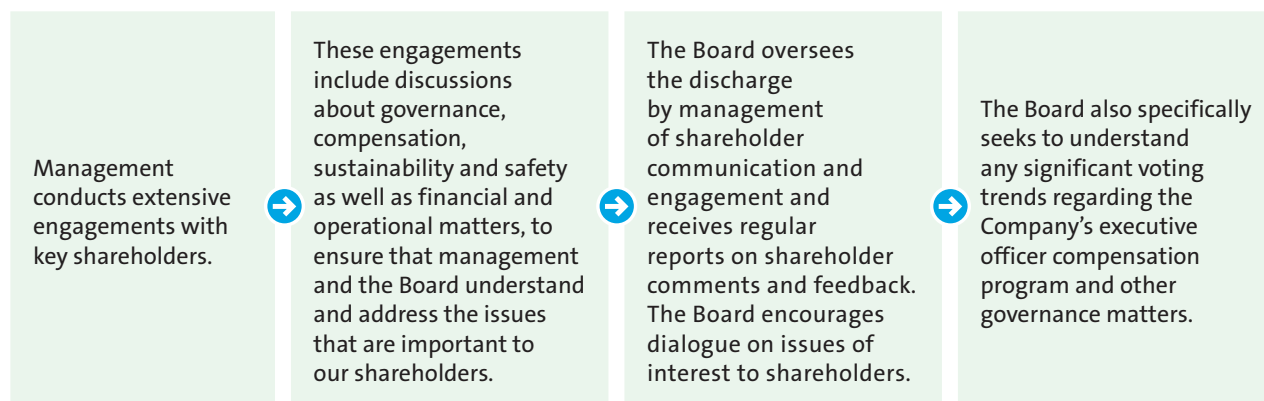 Management
conducts extensive
engagements with
key shareholders.
These engagements
include discussions
about governance,
compensation,
sustainability and safety
as well as financial and
operational matters, to
ensure that management
and the Board understand
and address the issues
that are important to
our shareholders.
The Board oversees
the discharge
by management
of shareholder
communication and
engagement and
receives regular
reports on shareholder
comments and feedback.
The Board encourages
dialogue on issues of
interest to shareholders.
The Board also specifically
seeks to understand
any significant voting
trends regarding the
Company’s executive
officer compensation
program and other
governance matters.